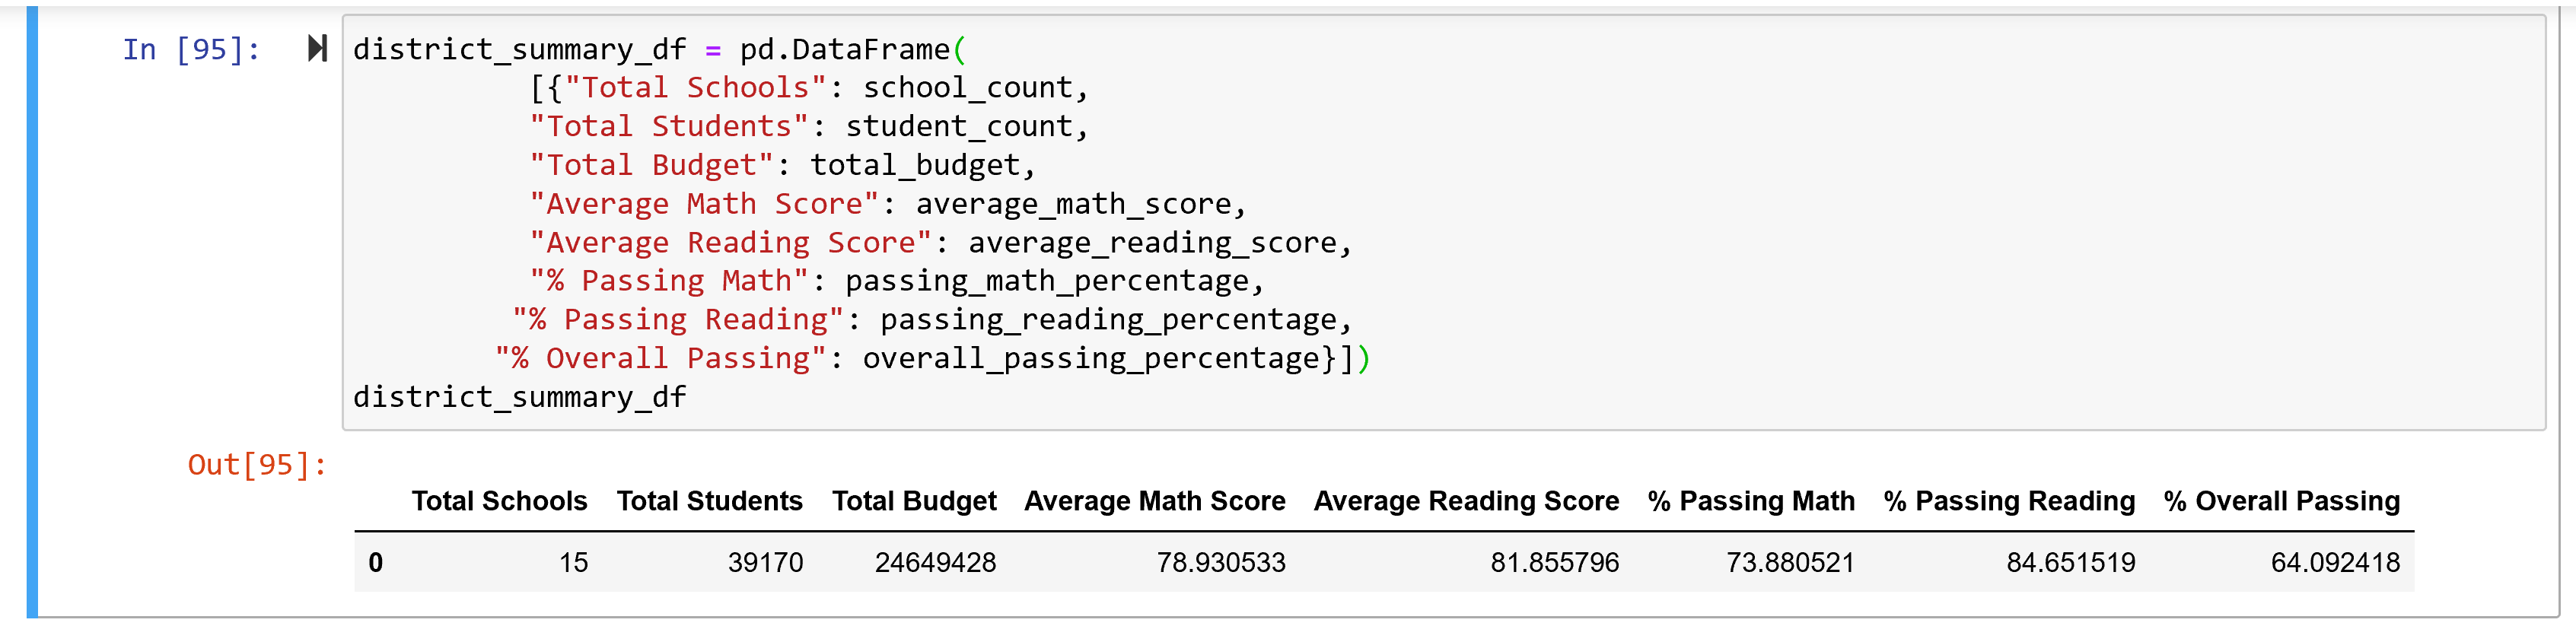 In [95]: district_summary_df = pd.DataFrame(
[{"Total Schools": school_count,
"Total Students": student_count,
"Total Budget": total_budget,
"Average Math Score": average_math_score,
"Average Reading Score": average_reading_score,
"% Passing Math": passing_math_percentage,
"% Passing Reading": passing_reading_percentage,
"% Overall Passing": overall_passing_percentage}])
district_summary_df
Out[95]:
Total Schools Total Students Total Budget Average Math Score Average Reading Score % Passing Math % Passing Reading % Overall Passing
0 15 39170 24649428 78.930533 81.855796 73.880521 84.651519 64.092418